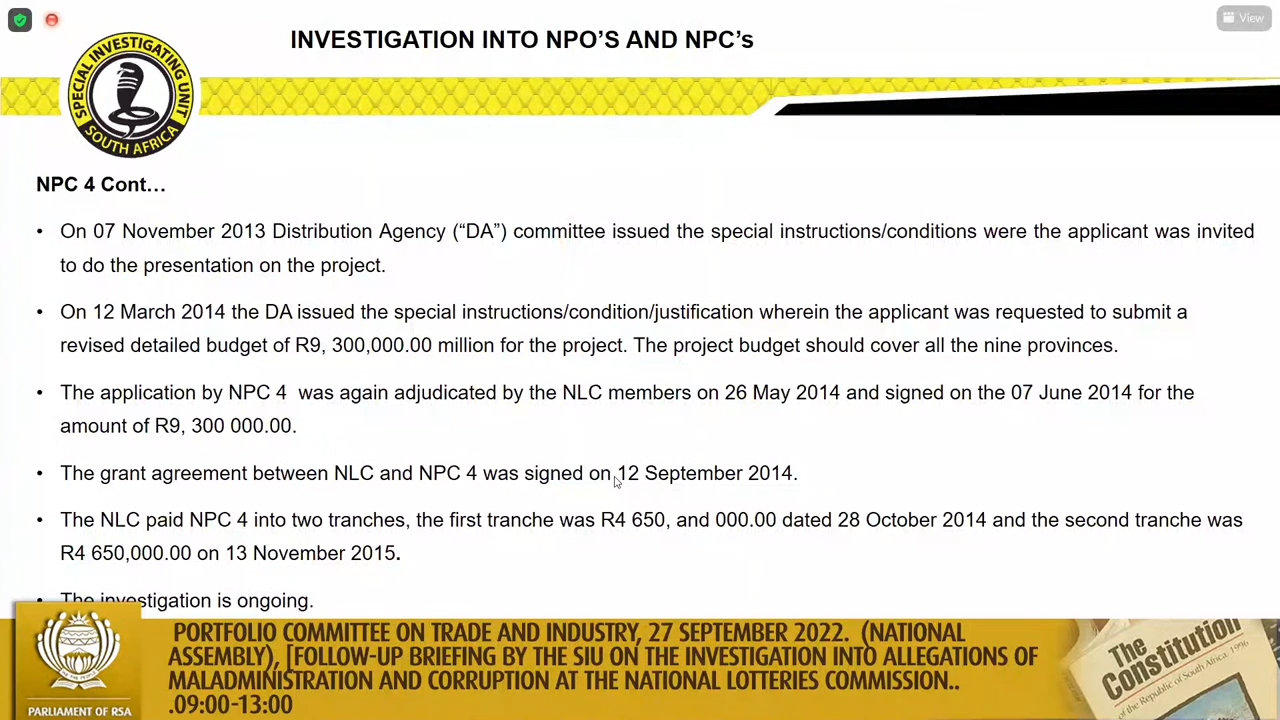 View
INVESTIGATION INTO NPO'S AND NPC's
SPECIAL INVESTIGATING UNIT
SOUTH AFRICA
NPC 4 Cont…
• On 07 November 2013 Distribution Agency (“DA”) committee issued the special instructions/conditions were the applicant was invited
to do the presentation on the project.
• On 12 March 2014 the DA issued the special instructions/condition/justification wherein the applicant was requested to submit a
revised detailed budget of R9, 300,000.00 million for the project. The project budget should cover all the nine provinces.
• The application by NPC 4  was again adjudicated by the NLC members on 26 May 2014 and signed on the 07 June 2014 for the
amount of R9, 300 000.00.
• The grant agreement between NLC and NPC 4 was signed on 12 September 2014.
• The NLC paid NPC 4 into two tranches, the first tranche was R4 650, and 000.00 dated 28 October 2014 and the second tranche was
R4 650,000.00 on 13 November 2015.
• The investigation is ongoing.
PORTFOLIO COMMITTEE ON TRADE AND INDUSTRY, 27 SEPTEMBER 2022. (NATIONAL
ASSEMBLY), [FOLLOW-UP BRIEFING BY THE SIU ON THE INVESTIGATION INTO ALLEGATIONS OF
MALADMINISTRATION AND CORRUPTION AT THE NATIONAL LOTTERIES COMMISSION..
.09:00-13:00
PARLIAMENT OF RSA
The
Constitution
of the Republic of South Africa, 1996